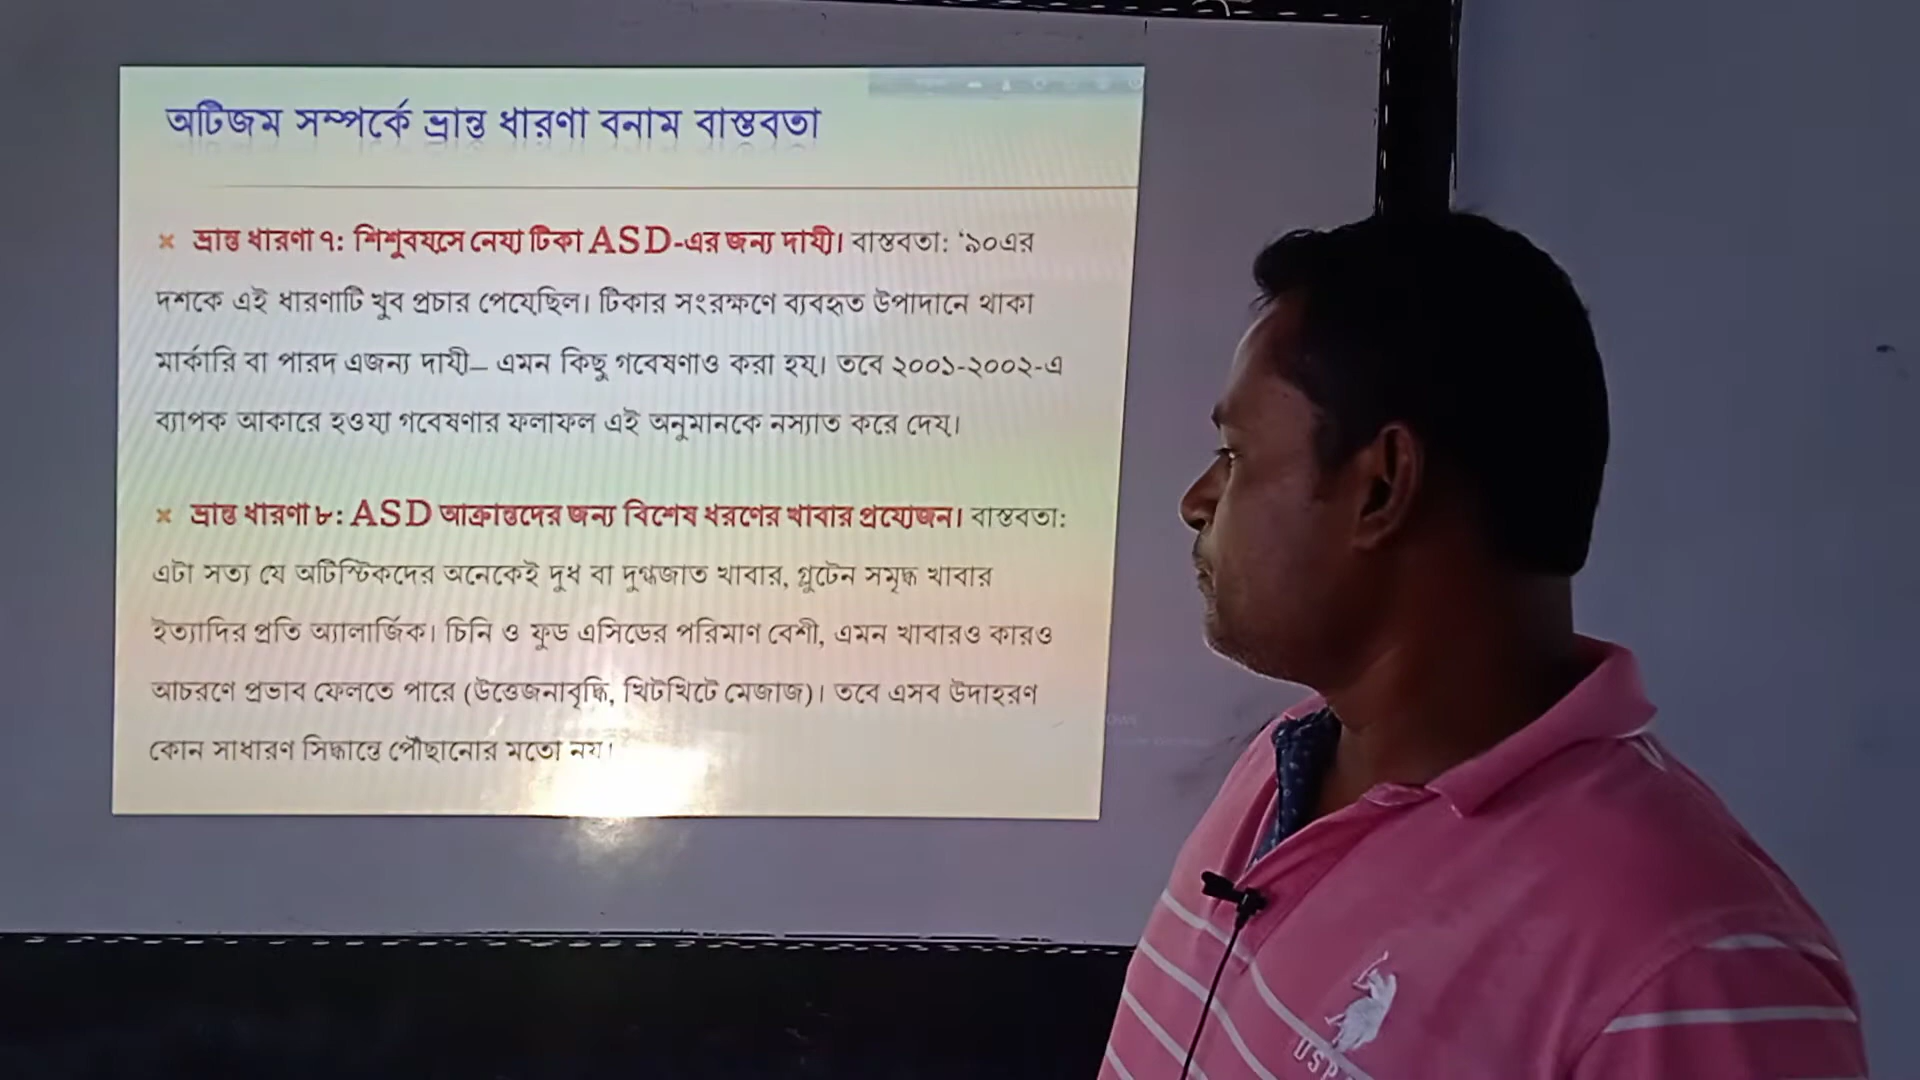 অটিজম সম্পর্কে ভ্রান্ত ধারণা বনাম বাস্তবতা
× ভ্রান্ত ধারণা ৭: শিশুবয়সে নেয়া টিকা ASD-এর জন্য দায়ী। বাস্তবতা: '৯০এর
দশকে এই ধারণাটি খুব প্রচার পেয়েছিল। টিকার সংরক্ষণে ব্যবহৃত উপাদানে থাকা
মার্কারি বা পারদ এজন্য দায়ী– এমন কিছু গবেষণাও করা হয়। তবে ২০০১-২০০২-এ
ব্যাপক আকারে হওয়া গবেষণার ফলাফল এই অনুমানকে নস্যাত করে দেয়।
× ভ্রান্ত ধারণা ৮: ASD আক্রান্তদের জন্য বিশেষ ধরণের খাবার প্রয়োজন। বাস্তবতা:
এটা সত্য যে অটিস্টিকদের অনেকেই দুধ বা দুগ্ধজাত খাবার, গ্লুটেন সমৃদ্ধ খাবার
ইত্যাদির প্রতি অ্যালার্জিক। চিনি ও ফুড এসিডের পরিমাণ বেশী, এমন খাবারও কারও
আচরণে প্রভাব ফেলতে পারে (উত্তেজনাবৃদ্ধি, খিটখিটে মেজাজ)। তবে এসব উদাহরণ
কোন সাধারণ সিদ্ধান্তে পৌছানোর মতো নয়।